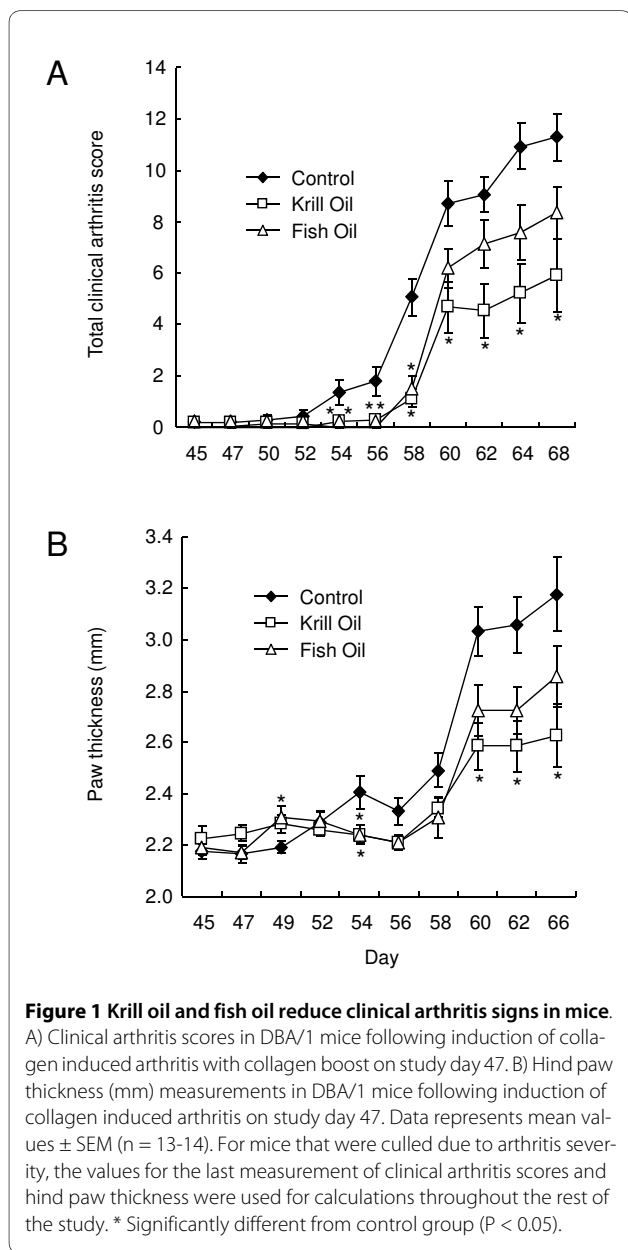 A
14
12
10
8
6
4
2
0
Total clinical arthritis score
Control
Krill Oil
Fish Oil
* *
**
*
*
*
*
*
*
45 47 50 52 54 56 58 60 62 64 68
B
3.4
3.2
3.0
2.8
2.6
2.4
2.2
2.0
Paw thickness (mm)
Control
Krill Oil
Fish Oil
*
*
*
*
*
*
45 47 49 52 54 56 58 60 62 66
Day
Figure 1 Krill oil and fish oil reduce clinical arthritis signs in mice.
A) Clinical arthritis scores in DBA/1 mice following induction of colla-
gen induced arthritis with collagen boost on study day 47. B) Hind paw
thickness (mm) measurements in DBA/1 mice following induction of
collagen induced arthritis on study day 47. Data represents mean val-
ues ± SEM (n = 13-14). For mice that were culled due to arthritis sever-
ity, the values for the last measurement of clinical arthritis scores and
hind paw thickness were used for calculations throughout the rest of
the study. * Significantly different from control group (P < 0.05).